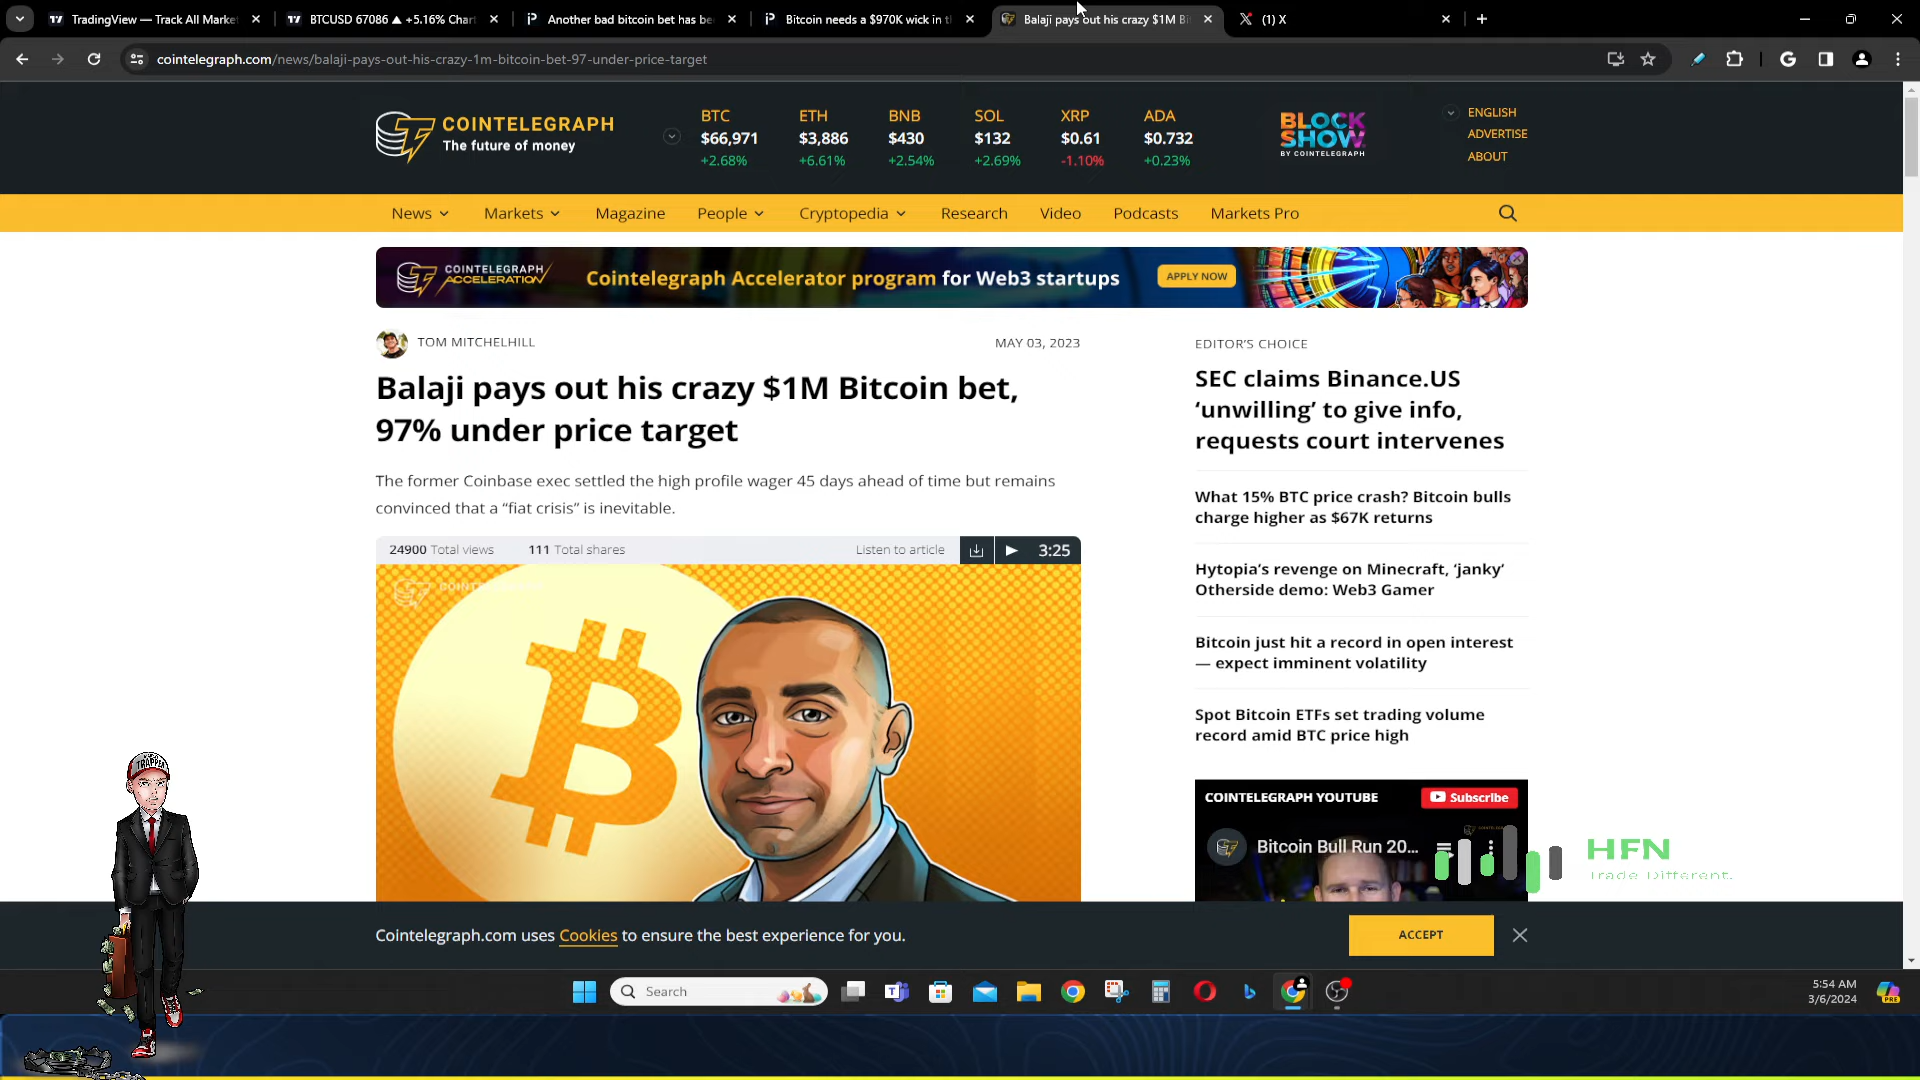 TradingView — Track All Marke
BTCUSD 67086 ▲ +5.16% Char
Another bad bitcoin bet has be
Bitcoin needs a $970K wick in t
Balaji pays out his crazy $1M Bi
(1) X
cointelegraph.com/news/balaji-pays-out-his-crazy-1m-bitcoin-bet-97-under-price-target
COINTELEGRAPH
The future of money
BTC ETH BNB SOL XRP ADA
$66,971 $3,886 $430 $132 $0.61 $0.732
+2.68% +6.61% +2.54% +2.69% -1.10% +0.23%
BLOCK
SHOW
BY COINTELEGRAPH
ENGLISH
ADVERTISE
ABOUT
News Markets Magazine People Cryptopedia Research Video Podcasts Markets Pro
COINTELEGRAPH
ACCELERATION
Cointelegraph Accelerator program for Web3 startups
APPLY NOW
TOM MITCHELHILL
MAY 03, 2023
Balaji pays out his crazy $1M Bitcoin bet,
97% under price target
The former Coinbase exec settled the high profile wager 45 days ahead of time but remains
convinced that a “fiat crisis” is inevitable.
24900 Total views 111 Total shares Listen to article 3:25
EDITOR’S CHOICE
SEC claims Binance.US
‘unwilling’ to give info,
requests court intervenes
What 15% BTC price crash? Bitcoin bulls
charge higher as $67K returns
Hytopia’s revenge on Minecraft, ‘janky’
Otherside demo: Web3 Gamer
Bitcoin just hit a record in open interest
— expect imminent volatility
Spot Bitcoin ETFs set trading volume
record amid BTC price high
COINTELEGRAPH YOUTUBE
Subscribe
Bitcoin Bull Run 20...
HFN
Trade Different.
TRAPPER
Cointelegraph.com uses Cookies to ensure the best experience for you.
ACCEPT
Search
5:54 AM
3/6/2024
PRE